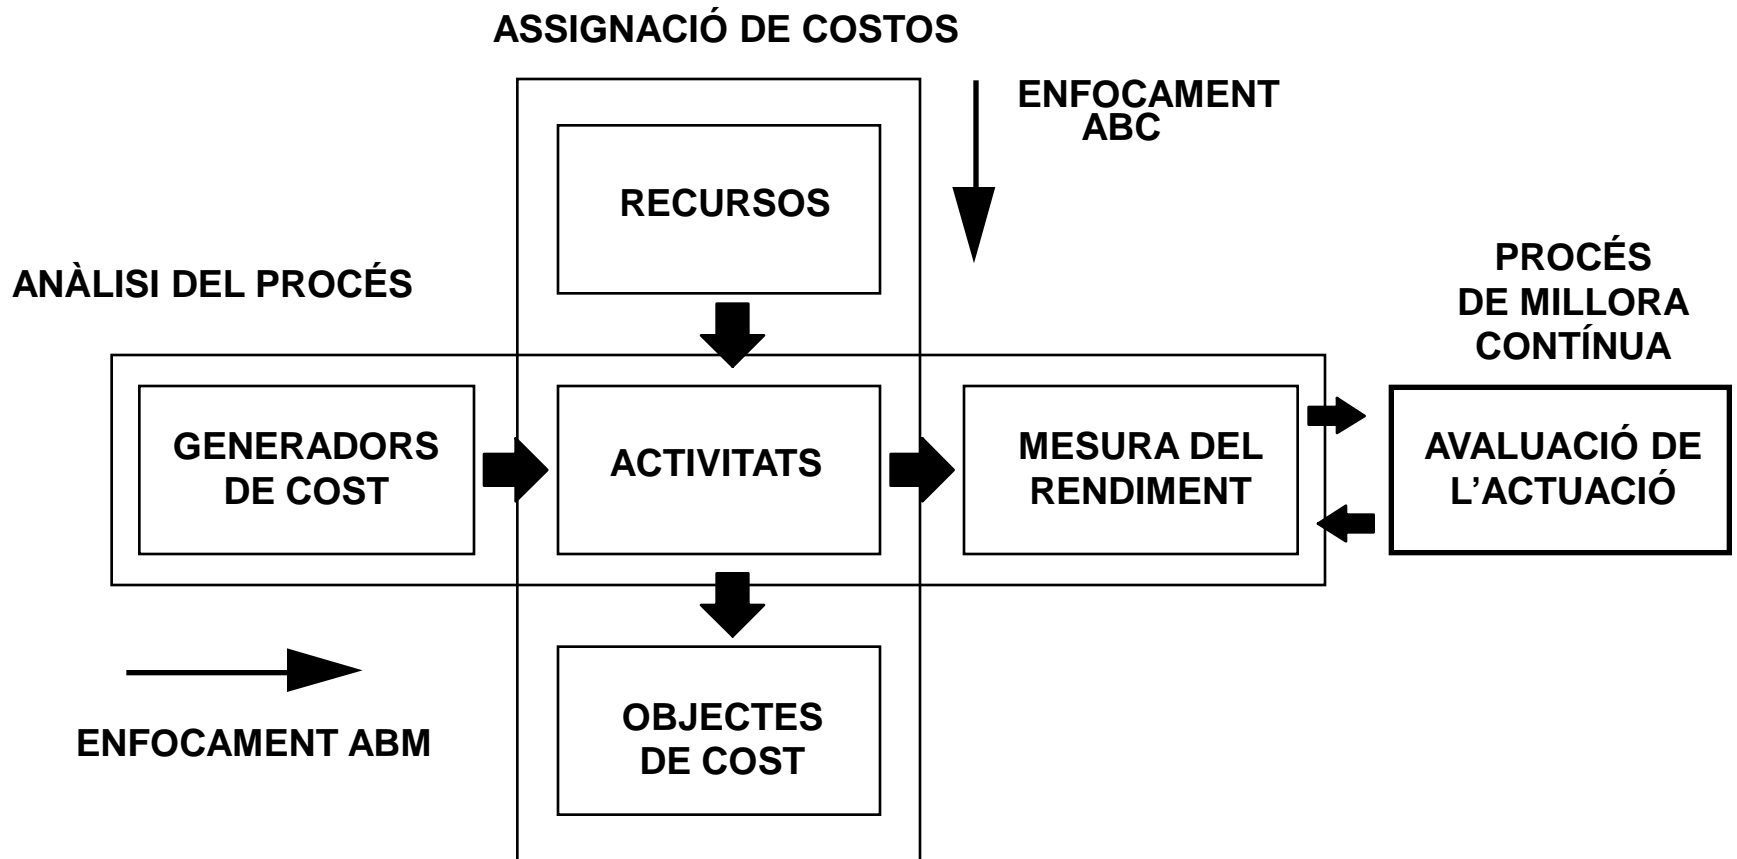 ASSIGNACIÓ DE COSTOS
ENFOCAMENT
ABC
RECURSOS
ANÀLISI DEL PROCÉS
PROCÉS
DE MILLORA
CONTÍNUA
GENERADORS
DE COST
ACTIVITATS
MESURA DEL
RENDIMENT
AVALUACIÓ DE
L’ACTUACIÓ
ENFOCAMENT ABM
OBJECTES
DE COST